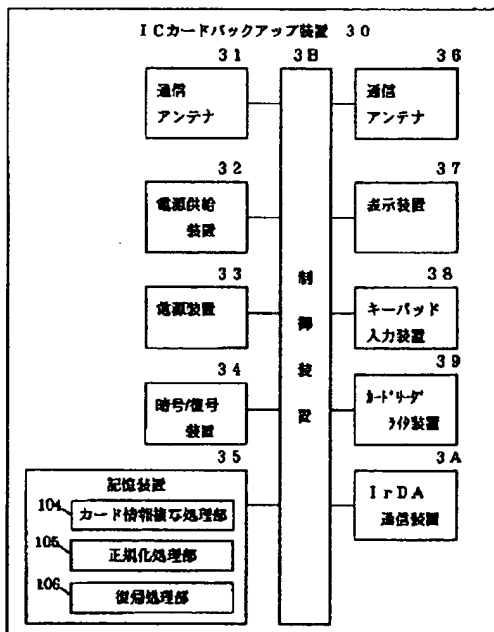 ICカードバックアップ装置 30
31
通信
アンテナ
32
電源供給
装置
33
電源装置
34
暗号/復号
装置
35
記憶装置
104
カード情報複写処理部
105
正規化処理部
106
復帰処理部
3B
制御装置
36
通信
アンテナ
37
表示装置
38
キーパッド
入力装置
39
カードリーダ
ライタ装置
3A
IrDA
通信装置